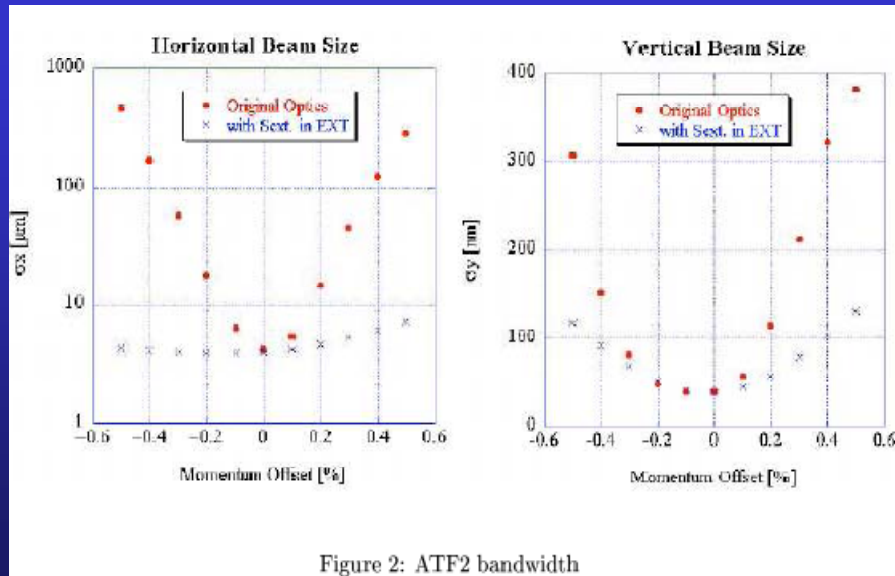 Horizontal Beam Size
1000
100
10
1
Original Optics
with Sext. in EXT
σx [μm]
−0.6 −0.4 −0.2 0 0.2 0.4 0.6
Momentum Offset [%]
Vertical Beam Size
400
300
200
100
0
Original Optics
with Sext. in EXT
σy [nm]
−0.6 −0.4 −0.2 0 0.2 0.4 0.6
Momentum Offset [%]
Figure 2: ATF2 bandwidth